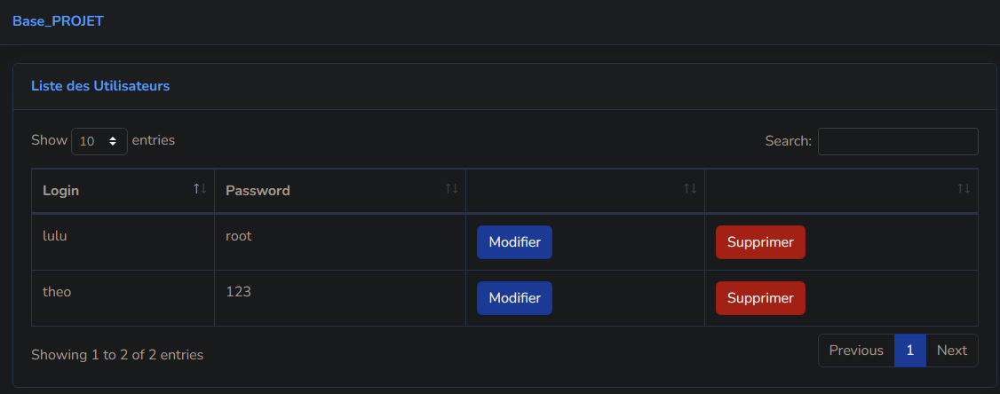 Base_PROJET
Liste des Utilisateurs
Show 10 entries Search:
Login Password
lulu root Modifier Supprimer
theo 123 Modifier Supprimer
Showing 1 to 2 of 2 entries Previous 1 Next